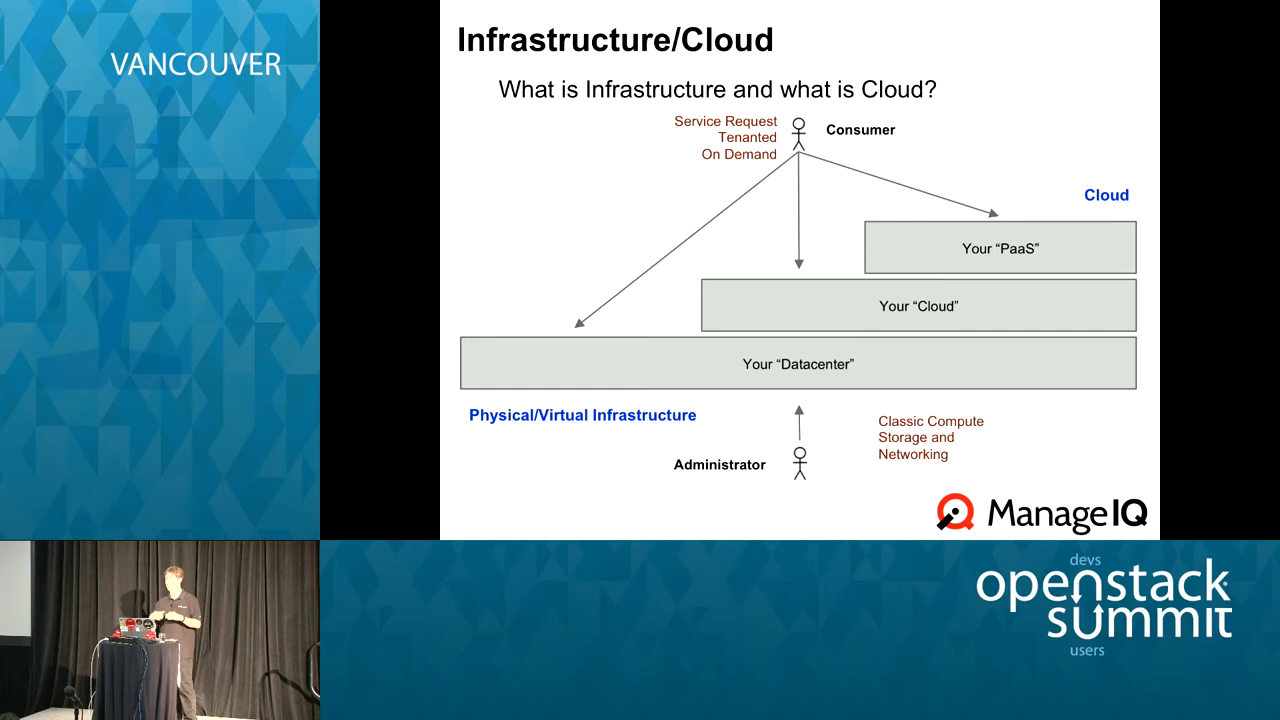 VANCOUVER
Infrastructure/Cloud
What is Infrastructure and what is Cloud?
Service Request
Tenanted
On Demand
Consumer
Cloud
Your “PaaS”
Your “Cloud”
Your “Datacenter”
Physical/Virtual Infrastructure
Classic Compute
Storage and
Networking
Administrator
ManageIQ
devs
openstack
summit
users